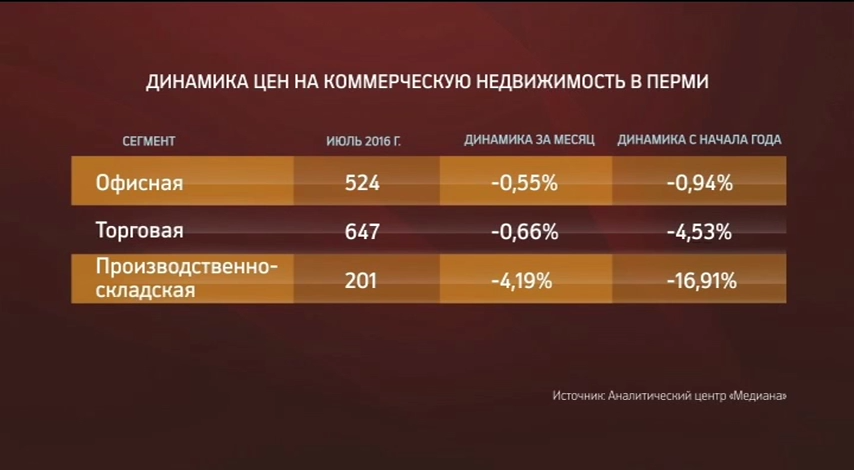 ДИНАМИКА ЦЕН НА КОММЕРЧЕСКУЮ НЕДВИЖИМОСТЬ В ПЕРМИ
СЕГМЕНТ ИЮЛЬ 2016 Г. ДИНАМИКА ЗА МЕСЯЦ ДИНАМИКА С НАЧАЛА ГОДА
Офисная 524 -0,55% -0,94%
Торговая 647 -0,66% -4,53%
Производственно-
складская 201 -4,19% -16,91%
Источник: Аналитический центр «Медиана»